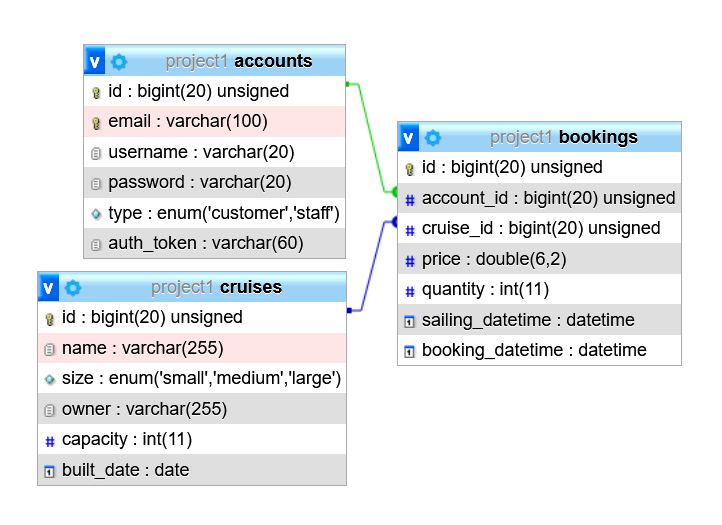 v project1 accounts
id : bigint(20) unsigned
email : varchar(100)
username : varchar(20)
password : varchar(20)
type : enum('customer','staff')
auth_token : varchar(60)
v project1 cruises
id : bigint(20) unsigned
name : varchar(255)
size : enum('small','medium','large')
owner : varchar(255)
# capacity : int(11)
built_date : date
v project1 bookings
id : bigint(20) unsigned
# account_id : bigint(20) unsigned
# cruise_id : bigint(20) unsigned
# price : double(6,2)
# quantity : int(11)
sailing_datetime : datetime
booking_datetime : datetime